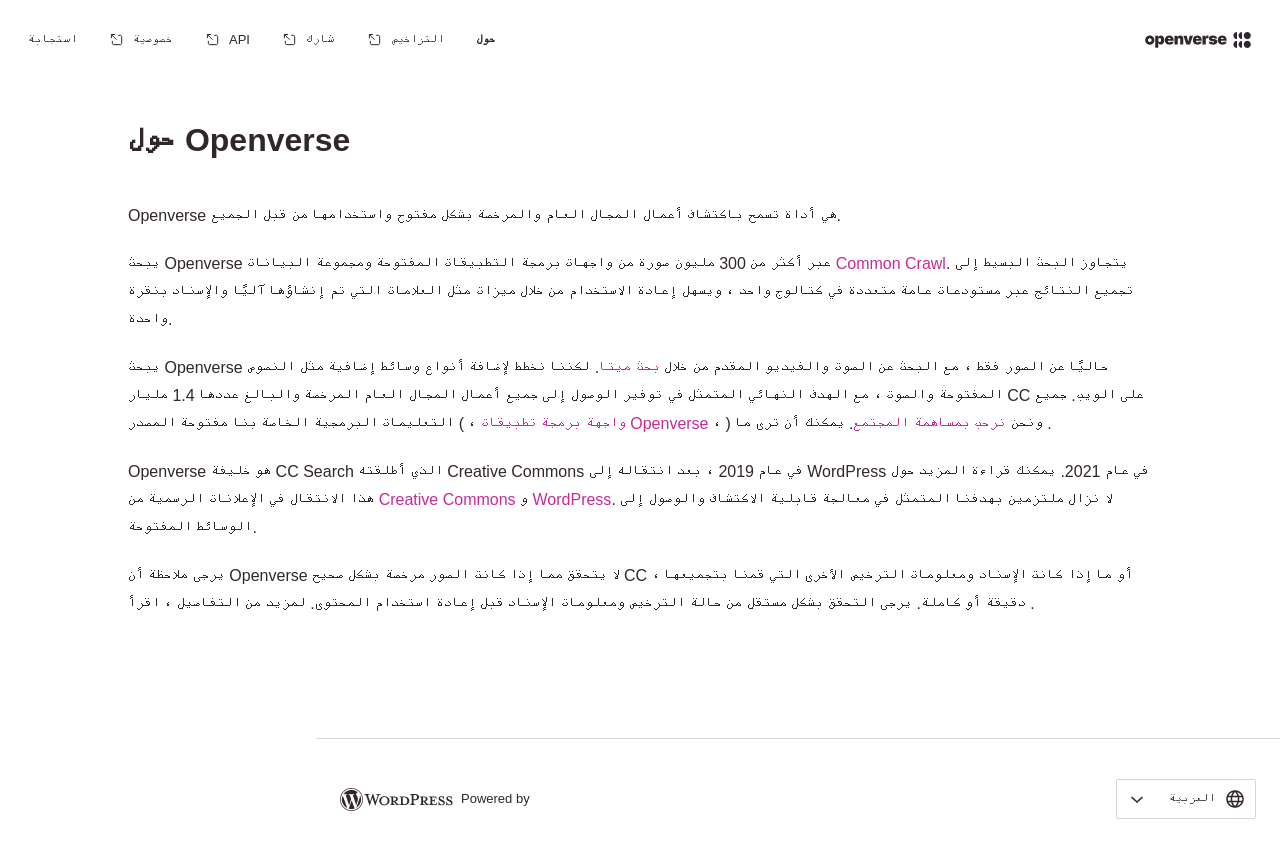 openverse
حول
التراخيص
شارك
API
خصوصية
استجابة
حول Openverse
Openverse هي أداة تسمح باكتشاف أعمال المجال العام والمرخصة بشكل مفتوح واستخدامها من قبل الجميع.
يبحث Openverse عبر أكثر من 300 مليون صورة من واجهات برمجة التطبيقات المفتوحة ومجموعة البيانات Common Crawl. يتجاوز البحث البسيط إلى
تجميع النتائج عبر مستودعات عامة متعددة في كتالوج واحد ، ويسهل إعادة الاستخدام من خلال ميزات مثل العلامات التي تم إنشاؤها آليًا والإسناد بنقرة
واحدة.
يبحث Openverse حاليًا عن الصور فقط ، مع البحث عن الصوت والفيديو المقدم من خلال بحث ميتا. لكننا نخطط لإضافة أنواع وسائط إضافية مثل النصوص
المفتوحة والصوت ، مع الهدف النهائي المتمثل في توفير الوصول إلى جميع أعمال المجال العام المرخصة والبالغ عددها 1.4 مليار CC على الويب. جميع
التعليمات البرمجية الخاصة بنا مفتوحة المصدر ( ، واجهة برمجة تطبيقات Openverse ، ) ونحن نرحب بمساهمة المجتمع. يمكنك أن ترى ما .
Openverse هو خليفة CC Search الذي أطلقته Creative Commons في عام 2019 ، بعد انتقاله إلى WordPress في عام 2021. يمكنك قراءة المزيد حول
هذا الانتقال في الإعلانات الرسمية من Creative Commons و WordPress. لا نزال ملتزمين بهدفنا المتمثل في معالجة قابلية الاكتشاف والوصول إلى
الوسائط المفتوحة.
يرجى ملاحظة أن Openverse لا يتحقق مما إذا كانت الصور مرخصة بشكل صحيح CC ، أو ما إذا كانت الإسناد ومعلومات الترخيص الأخرى التي قمنا بتجميعها
دقيقة أو كاملة. يرجى التحقق بشكل مستقل من حالة الترخيص ومعلومات الإسناد قبل إعادة استخدام المحتوى. لمزيد من التفاصيل ، اقرأ .
العربية
Powered by WORDPRESS